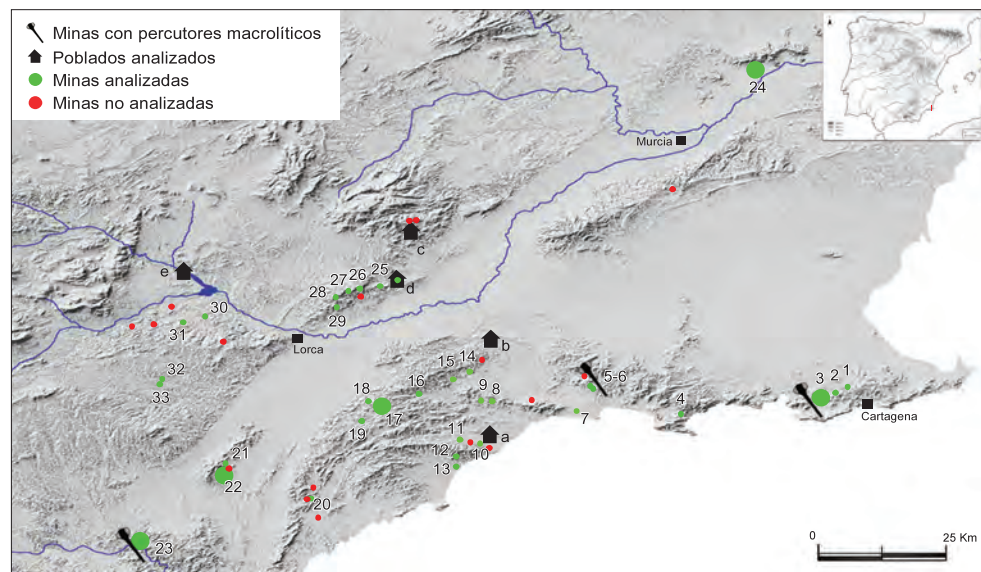 Minas con percutores macrolíticos
Poblados analizados
Minas analizadas
Minas no analizadas
24
Murcia
c
e
d
25
26
27
28
29
30
31
Lorca
32
33
b
14
15
16
18
17
19
9 8
5-6
7
4
3 2 1
Cartagena
a
11
10
12
13
21
22
20
23
0 25 Km